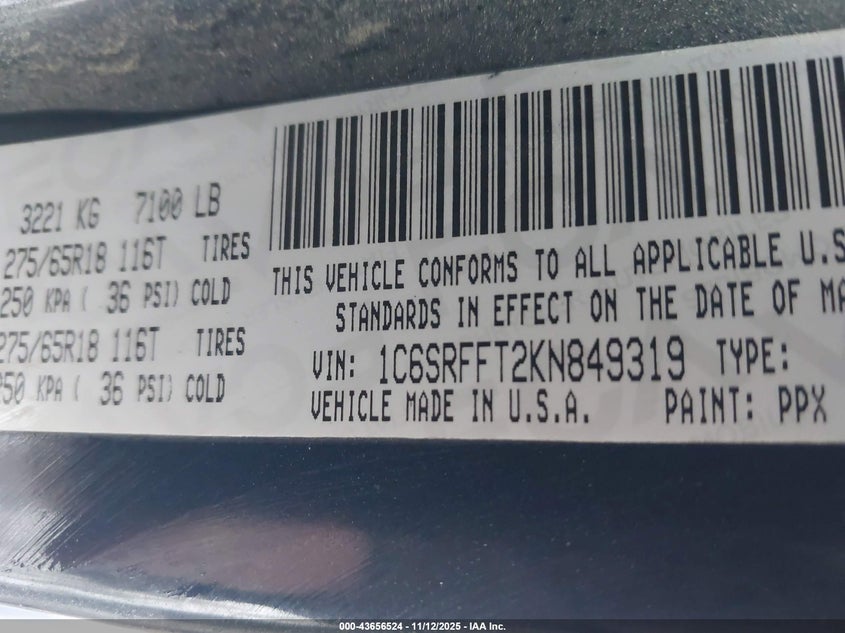 3221 KG 7100 LB
275/65R18 116T TIRES
250 KPA ( 36 PSI) COLD
275/65R18 116T TIRES
250 KPA ( 36 PSI) COLD
THIS VEHICLE CONFORMS TO ALL APPLICABLE U.S
STANDARDS IN EFFECT ON THE DATE OF MA
VIN: 1C6SRFFT2KN849319 TYPE:
VEHICLE MADE IN U.S.A. PAINT: PPX
000-43656524 - 11/12/2025 - IAA Inc.